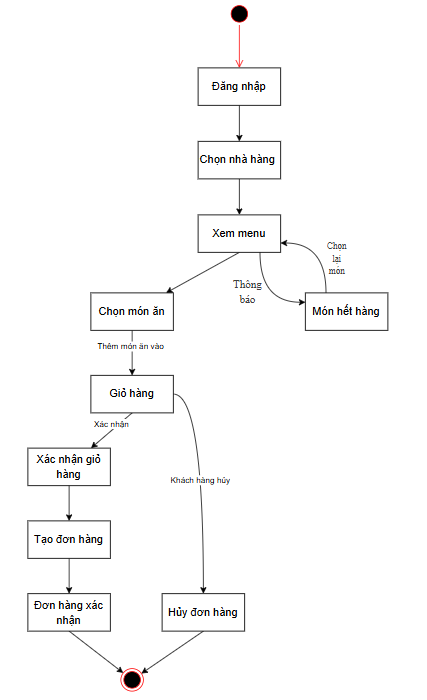 Đăng nhập
Chọn nhà hàng
Xem menu
Chọn
lại
món
Thông
báo
Chọn món ăn
Món hết hàng
Thêm món ăn vào
Giỏ hàng
Xác nhận
Xác nhận giỏ
hàng
Khách hàng hủy
Tạo đơn hàng
Đơn hàng xác
nhận
Hủy đơn hàng